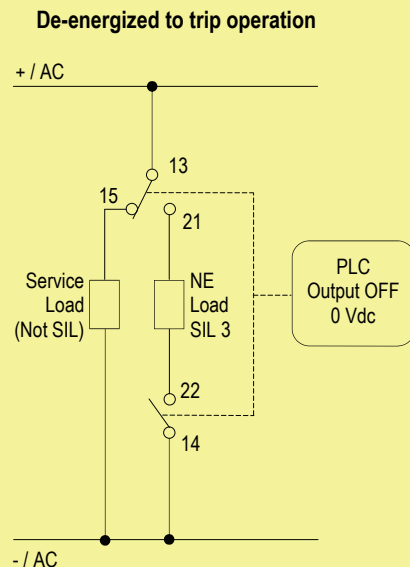 De-energized to trip operation
+ / AC
13
15
21
Service
Load
(Not SIL)
NE
Load
SIL 3
PLC
Output OFF
0 Vdc
22
14
- / AC